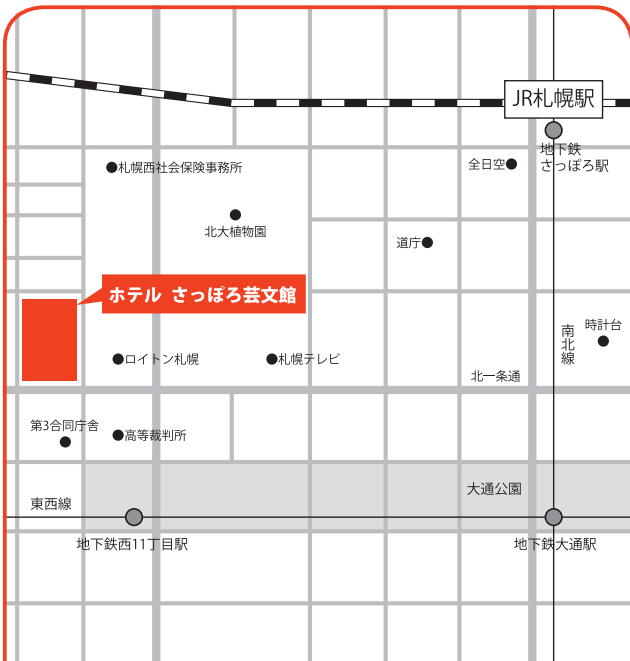 JR札幌駅
地下鉄
さっぽろ駅
札幌西社会保険事務所
全日空
北大植物園
道庁
ホテル さっぽろ芸文館
時計台
南北線
ロイトン札幌
札幌テレビ
北一条通
第3合同庁舎
高等裁判所
大通公園
東西線
地下鉄西11丁目駅
地下鉄大通駅